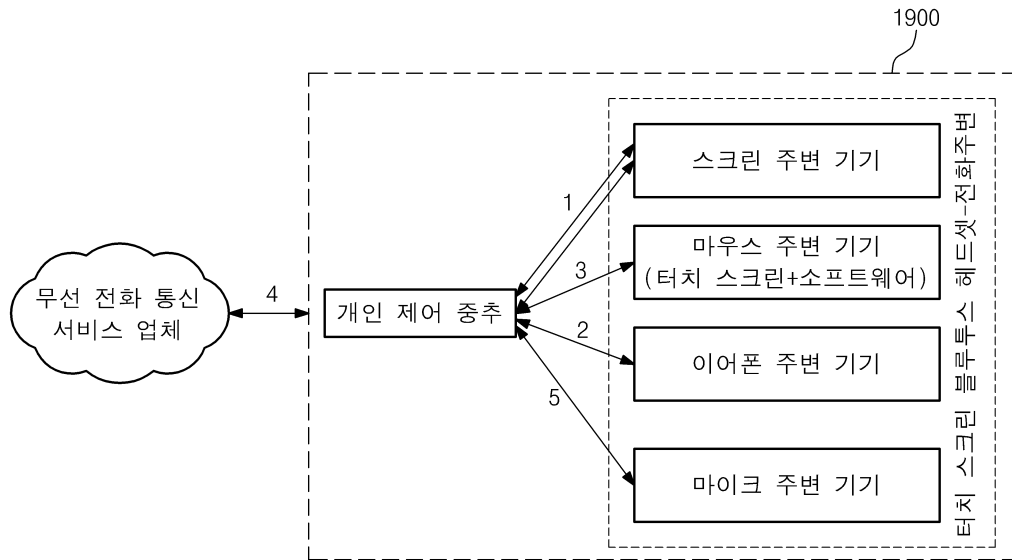 1900
스크린 주변 기기
1
마우스 주변 기기
(터치 스크린+소프트웨어)
3
무선 전화 통신
서비스 업체
4
개인 제어 중추
2
이어폰 주변 기기
5
마이크 주변 기기
터치 스크린 블루투스 헤드셋-전화주변